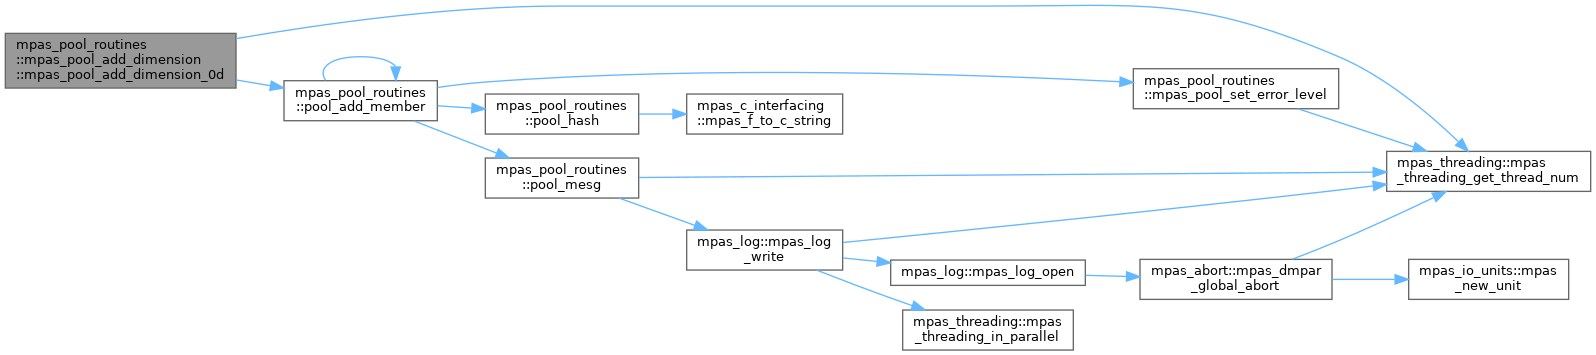 mpas_pool_routines
::mpas_pool_add_dimension
::mpas_pool_add_dimension_0d
mpas_pool_routines
::pool_add_member
mpas_pool_routines
::pool_hash
mpas_c_interfacing
::mpas_f_to_c_string
mpas_pool_routines
::mpas_pool_set_error_level
mpas_pool_routines
::pool_mesg
mpas_threading::mpas
_threading_get_thread_num
mpas_log::mpas_log
_write
mpas_log::mpas_log_open
mpas_abort::mpas_dmpar
_global_abort
mpas_io_units::mpas
_new_unit
mpas_threading::mpas
_threading_in_parallel